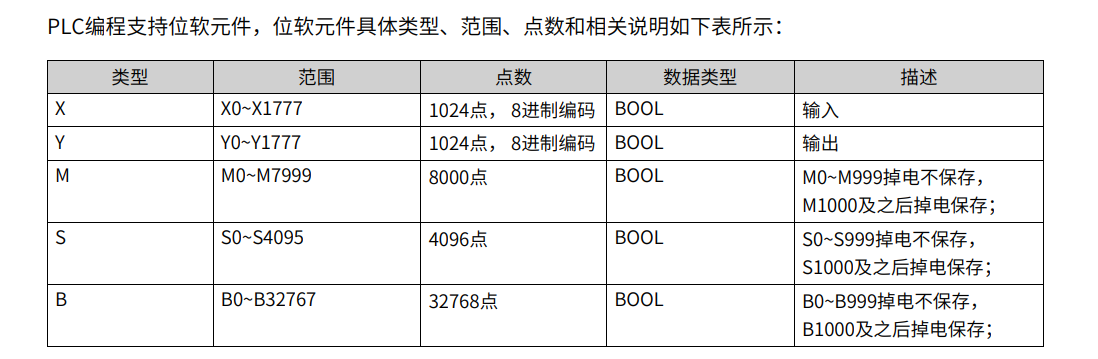 PLC编程支持位软元件，位软元件具体类型、范围、点数和相关说明如下表所示：
类型 范围 点数 数据类型 描述
X X0~X1777 1024点， 8进制编码 BOOL 输入
Y Y0~Y1777 1024点， 8进制编码 BOOL 输出
M M0~M7999 8000点 BOOL M0~M999掉电不保存，
M1000及之后掉电保存；
S S0~S4095 4096点 BOOL S0~S999掉电不保存，
S1000及之后掉电保存；
B B0~B32767 32768点 BOOL B0~B999掉电不保存，
B1000及之后掉电保存；